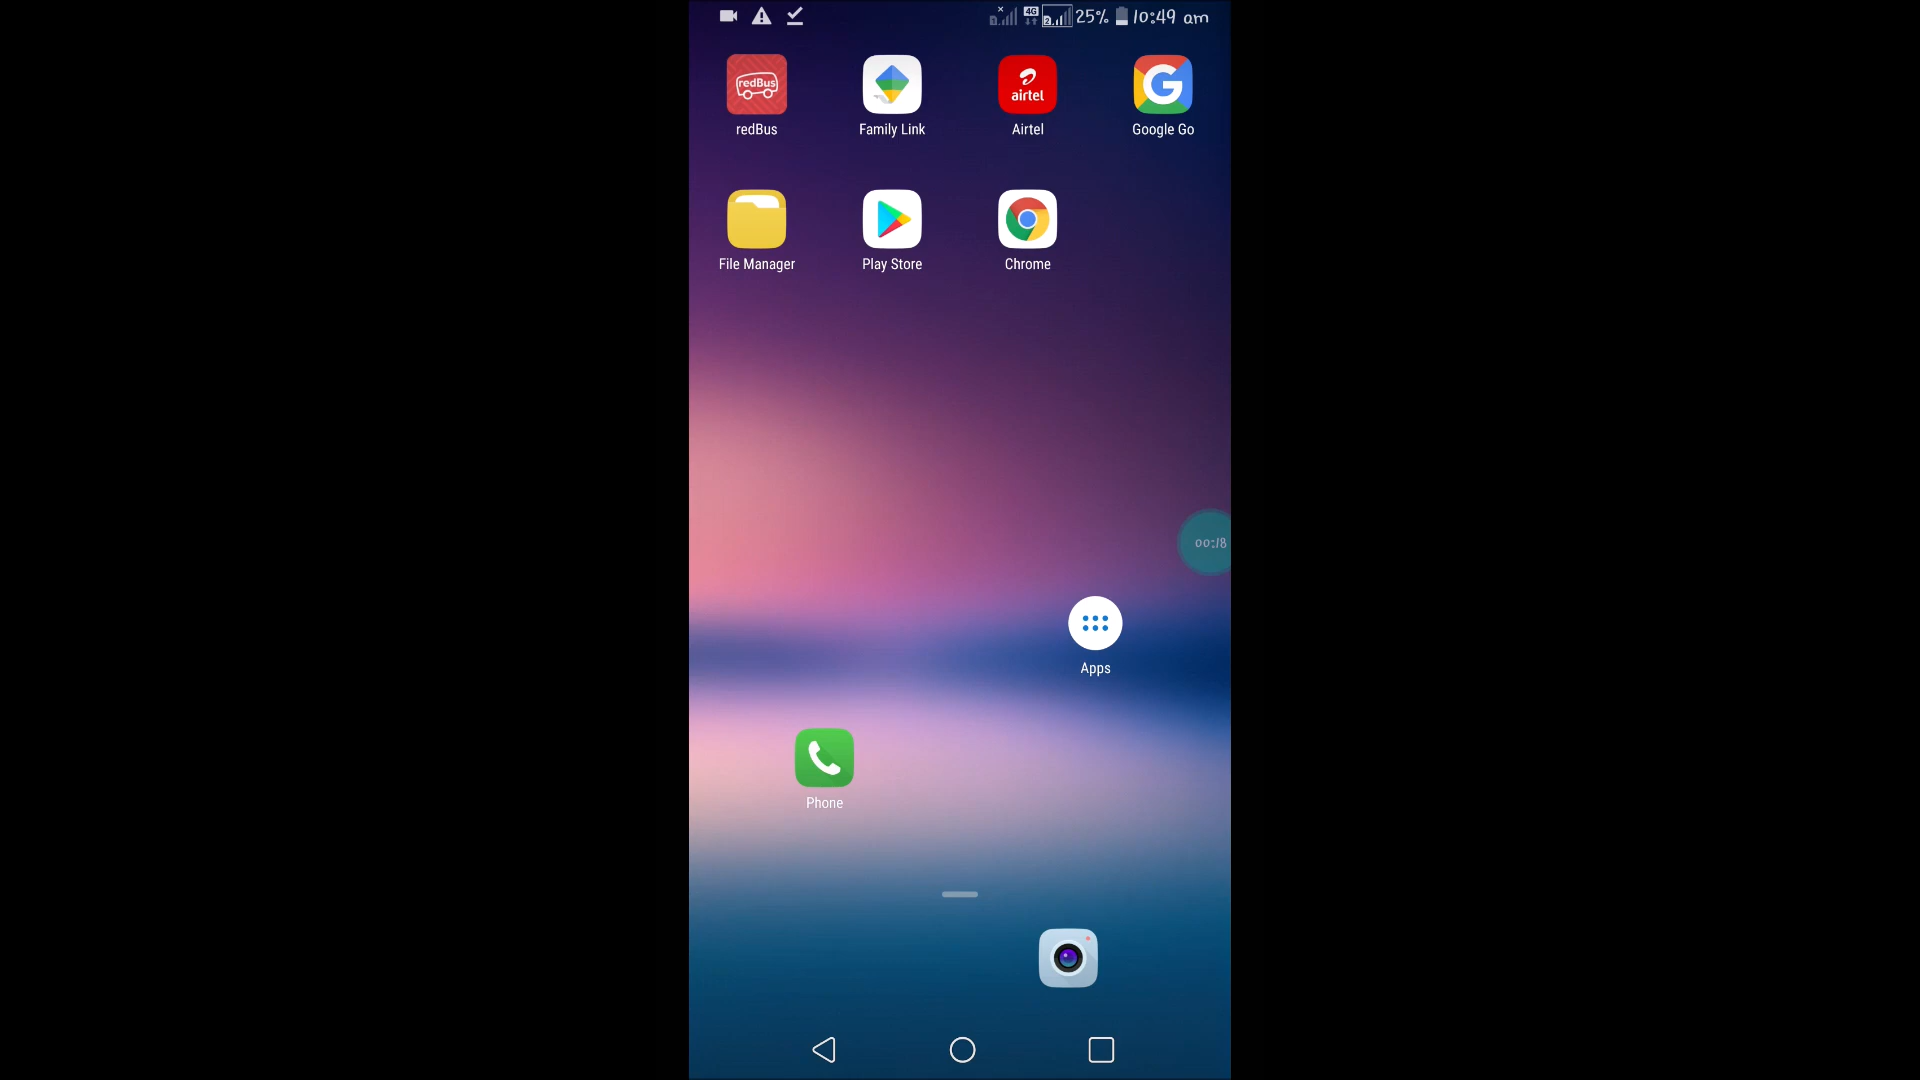 4G 25% 10:49 am
redBus
airtel
redBus Family Link Airtel Google Go
File Manager Play Store Chrome
00:18
Apps
Phone